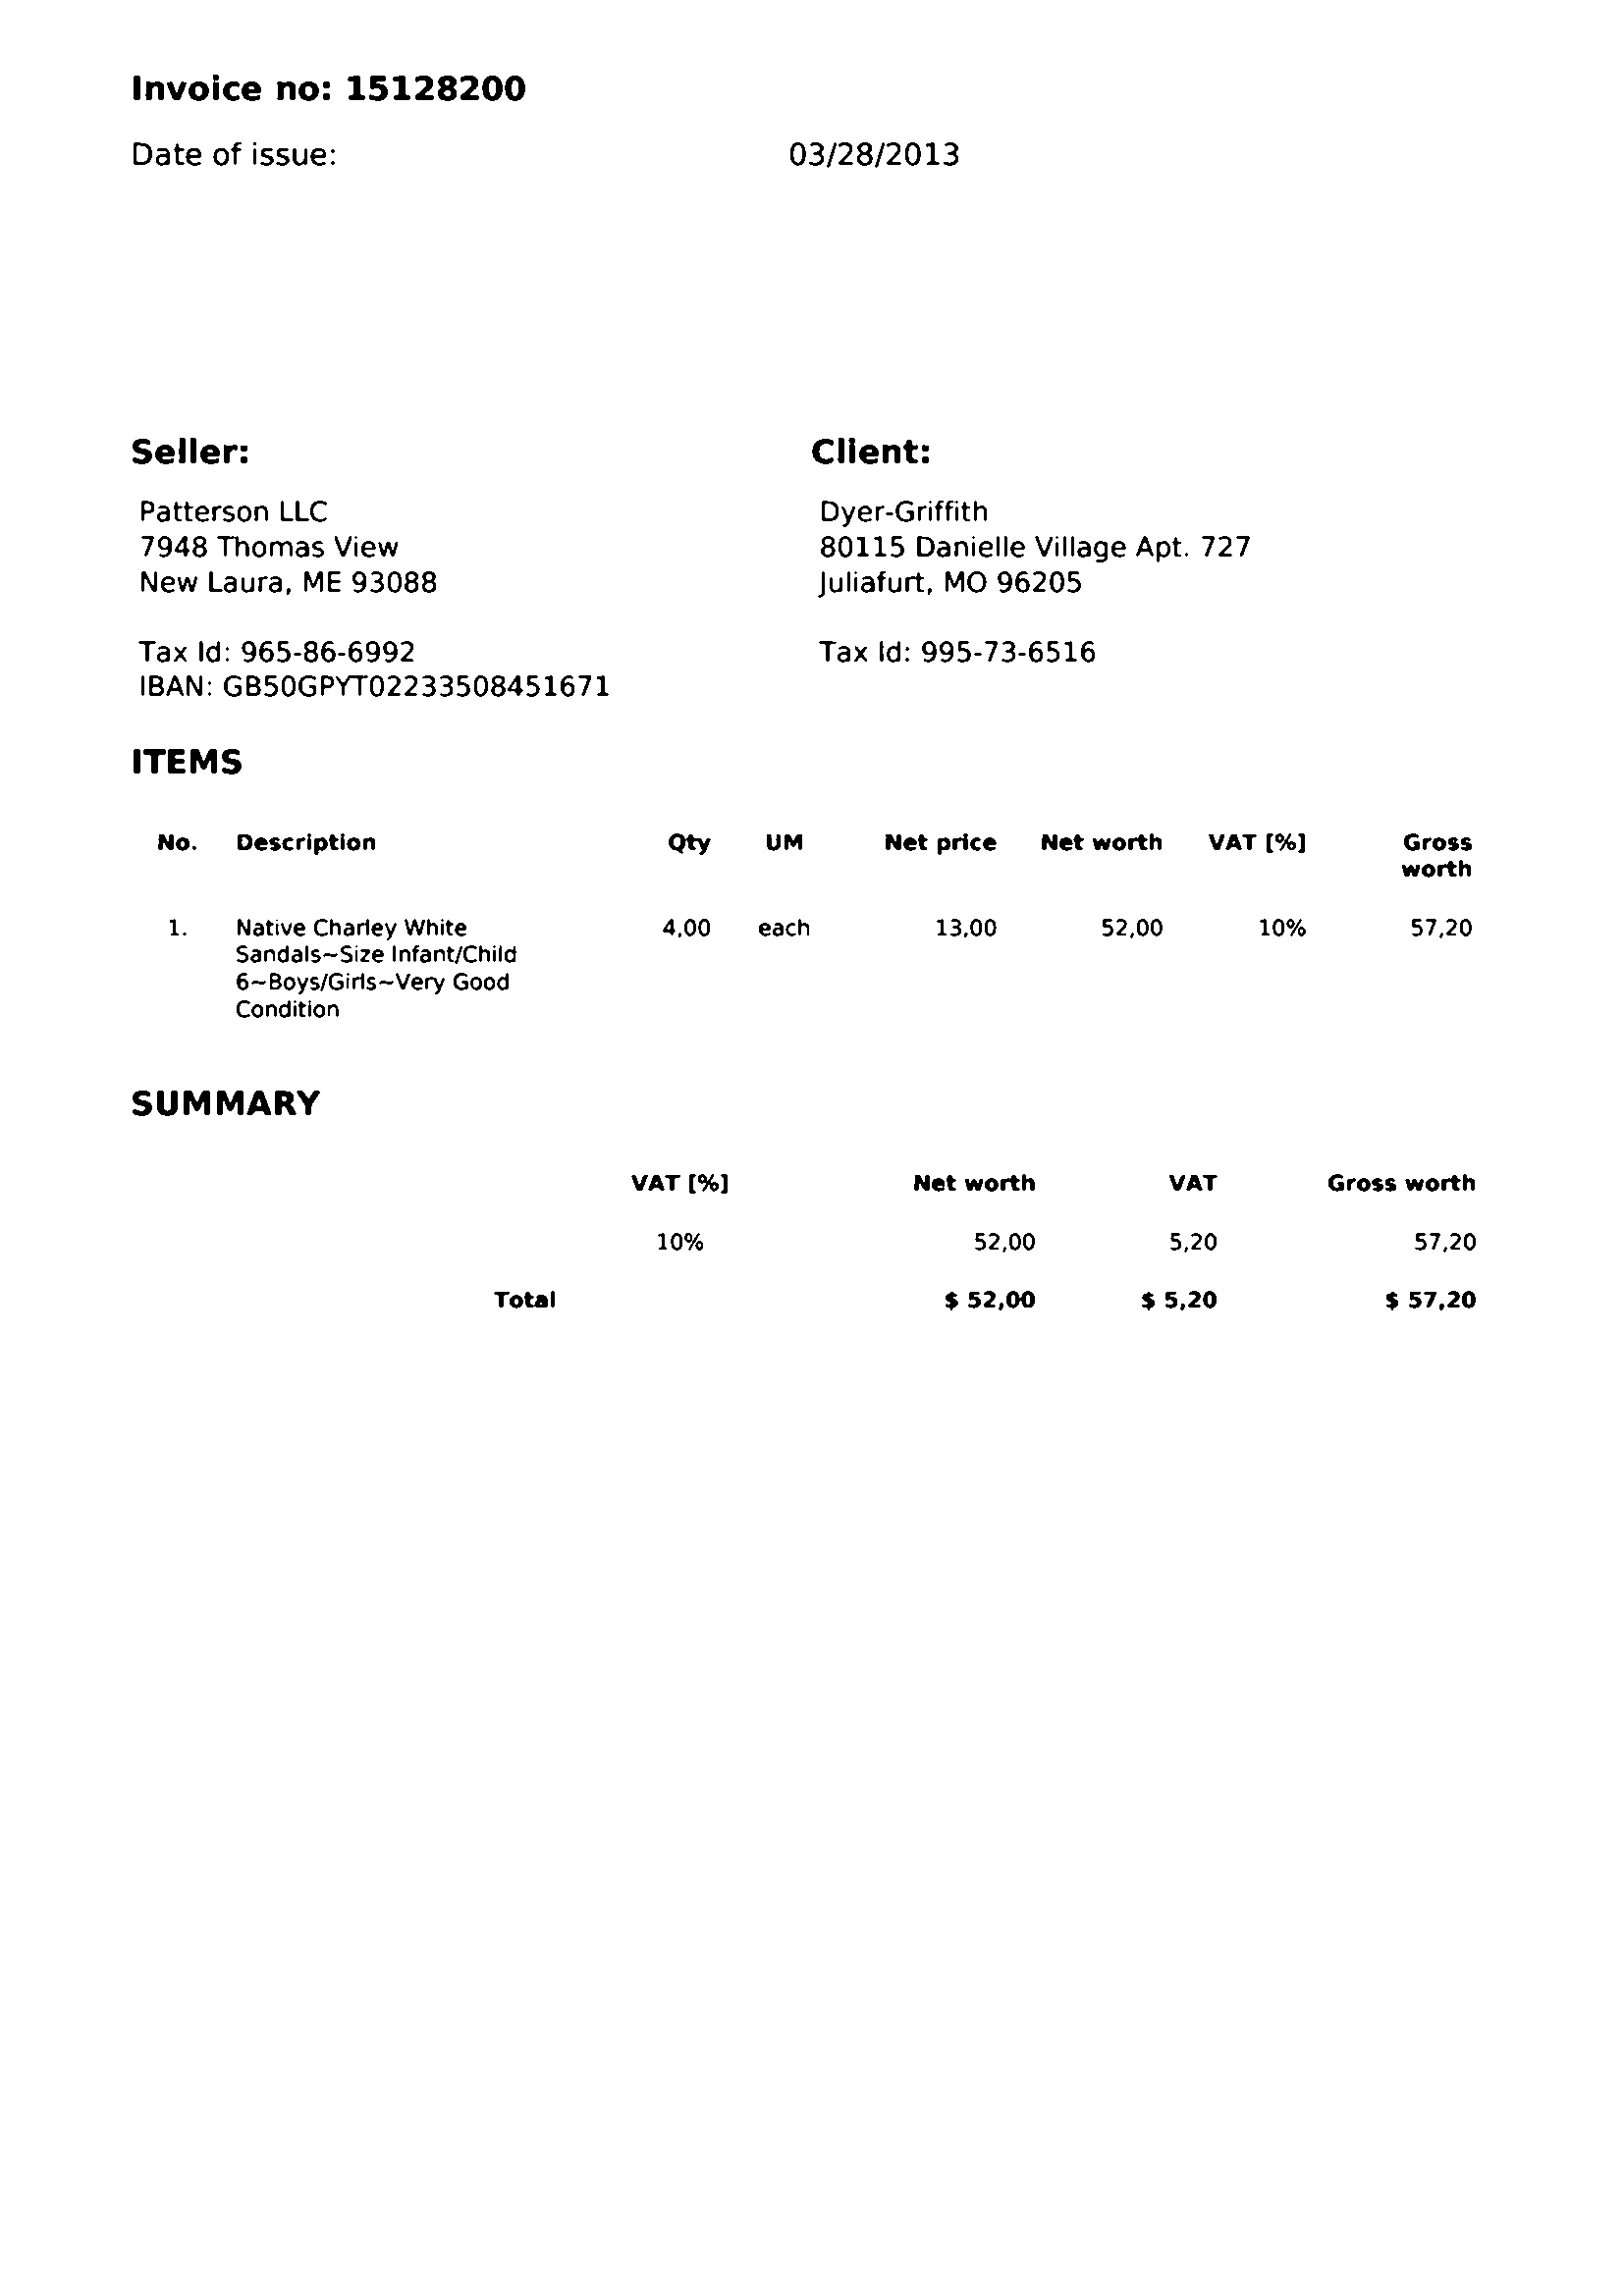 Invoice no: 15128200
Date of issue: 03/28/2013
Seller:
Patterson LLC
7948 Thomas View
New Laura, ME 93088
Tax Id: 965-86-6992
IBAN: GB50GPYT02233508451671
Client:
Dyer-Griffith
80115 Danielle Village Apt. 727
Juliafurt, MO 96205
Tax Id: 995-73-6516
ITEMS
No. Description Qty UM Net price Net worth VAT [%] Gross
worth
1. Native Charley White 4,00 each 13,00 52,00 10% 57,20
Sandals~Size Infant/Child
6~Boys/Girls~Very Good
Condition
SUMMARY
VAT [%] Net worth VAT Gross worth
10% 52,00 5,20 57,20
Total $ 52,00 $ 5,20 $ 57,20